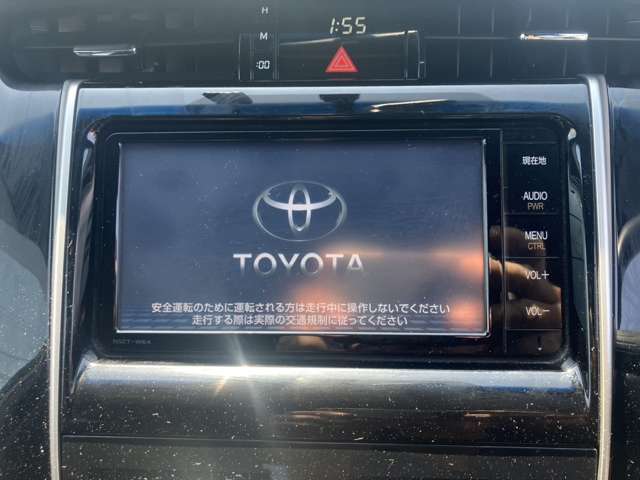 H
1:55
M
:00
現在地
AUDIO
PWR
MENU
CTRL
TOYOTA
VOL+
安全運転のために運転される方は走行中に操作しないでください
走行する際は実際の交通規制に従ってください
VOL−
NSZT-W64